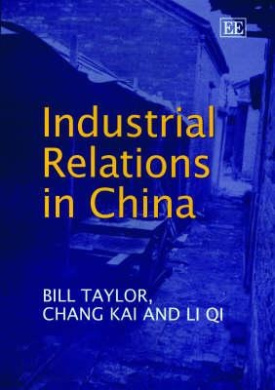 EE
Industrial
Relations
in China
BILL TAYLOR,
CHANG KAI AND LI QI